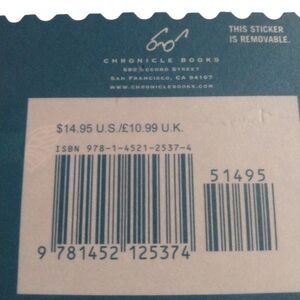 THIS STICKER
IS REMOVABLE.
CHRONICLE BOOKS
680 SECOND STREET
SAN FRANCISCO, CA 94107
WWW.CHRONICLEBOOKS.COM
$14.95 U.S./£10.99 U.K.
ISBN 978-1-4521-2537-4
51495
9 781452 125374